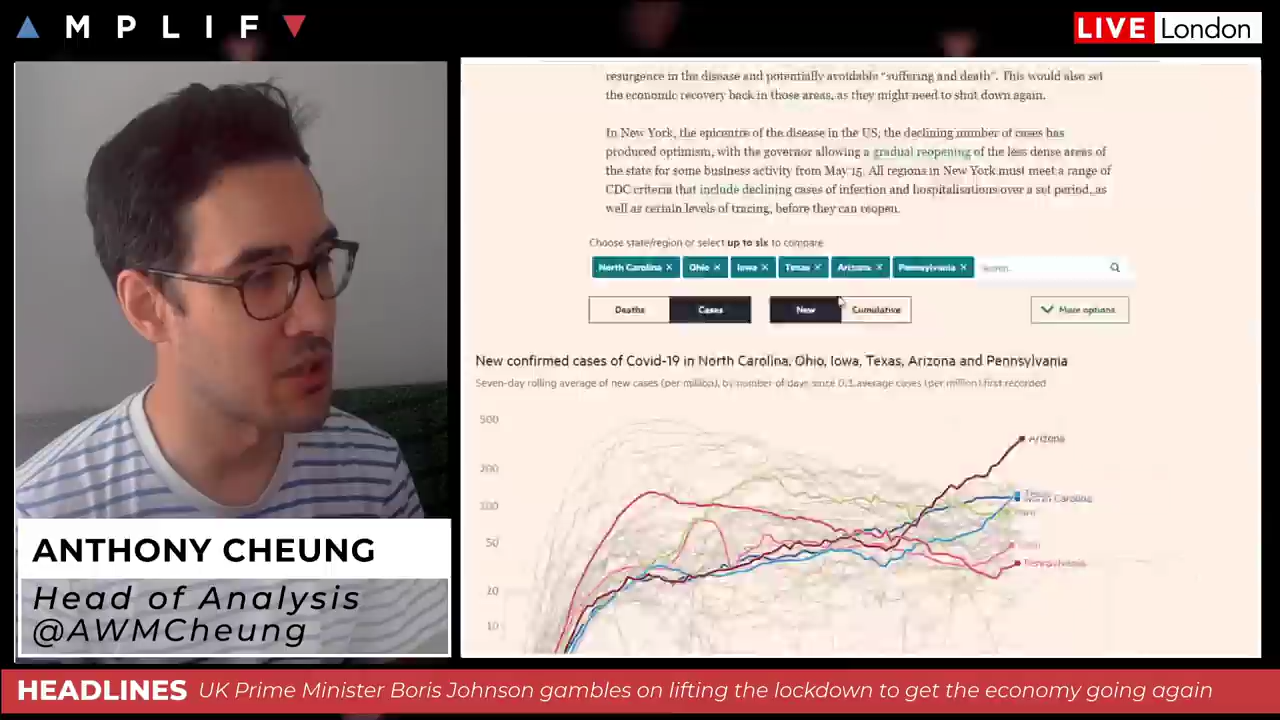 ▲ M P L I F ▼
LIVE London
resurgence in the disease and potentially avoidable “suffering and death”. This would also set
the economic recovery back in those areas, as they might need to shut down again.
In New York, the epicentre of the disease in the US, the declining number of cases has
produced optimism, with the governor allowing a gradual reopening of the less dense areas of
the state for some business activity from May 15. All regions in New York must meet a range of
CDC criteria that include declining cases of infection and hospitalisations over a set period, as
well as certain levels of tracing, before they can reopen.
Choose state/region or select up to six to compare
North Carolina × Ohio × Iowa × Texas × Arizona × Pennsylvania × Search...
Deaths Cases New Cumulative More options
New confirmed cases of Covid-19 in North Carolina, Ohio, Iowa, Texas, Arizona and Pennsylvania
Seven-day rolling average of new cases (per million), by number of days since 0.1 average cases (per million) first recorded
500
Arizona
200
Texas
North Carolina
100
50
Pennsylvania
20
10
ANTHONY CHEUNG
Head of Analysis
@AWMCheung
HEADLINES UK Prime Minister Boris Johnson gambles on lifting the lockdown to get the economy going again